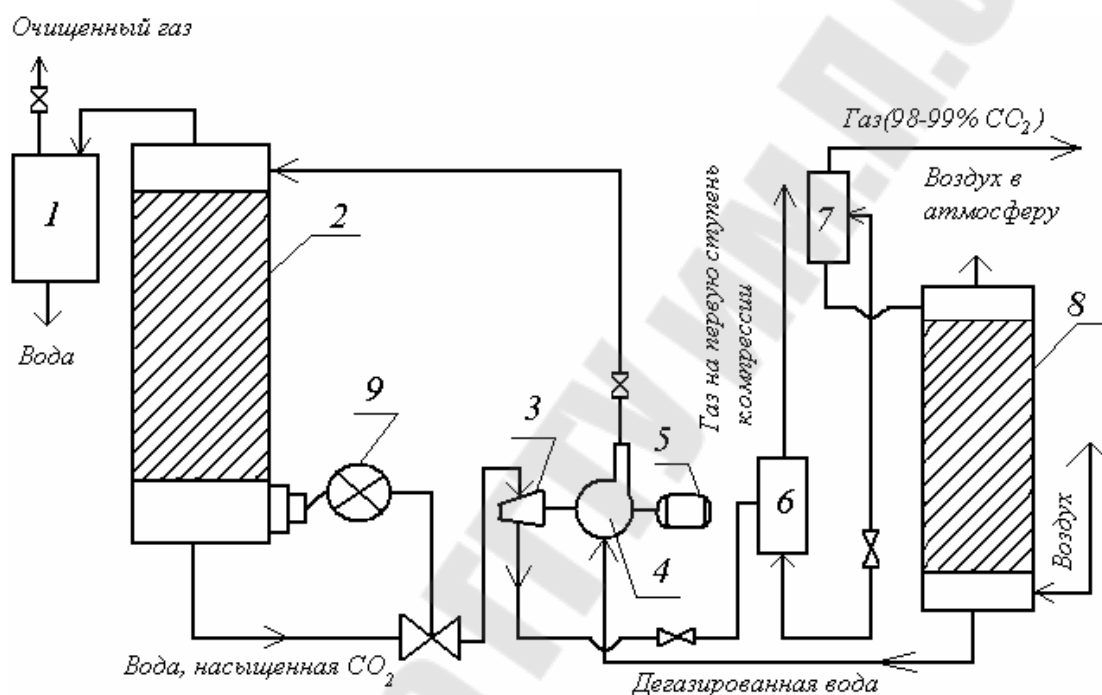 Очищенный газ
Газ(98-99% CO₂)
Воздух в
атмосферу
Газ на первую ступень
компрессии
1
2
3
4
5
6
7
8
9
Вода
Воздух
Вода, насыщенная CO₂
Дегазированная вода